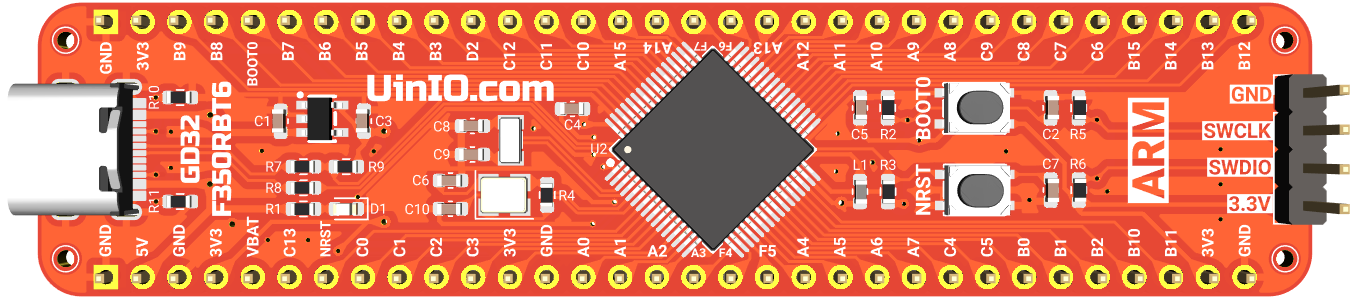 GND 3V3 B9 B8 BOOT0 B7 B6 B5 B4 B3 D2 C12 C11 C10 A15 A14 F7 F6 A13 A12 A11 A10 A9 A8 C9 C8 C7 C6 B15 B14 B13 B12
UinIO.com
GD32
F350RBT6
R10
R11
C1
C3
R7
R9
R8
R1
D1
C8
C9
C6
C10
R4
C4
U2
C5
R2
BOOT0
C2
R5
L1
R3
NRST
C7
R6
ARM
GND
SWCLK
SWDIO
3.3V
GND 5V GND 3V3 VBAT C13 NRST C0 C1 C2 C3 3V3 GND A0 A1 A2 A3 F4 F5 A4 A5 A6 A7 C4 C5 B0 B1 B2 B10 B11 3V3 GND